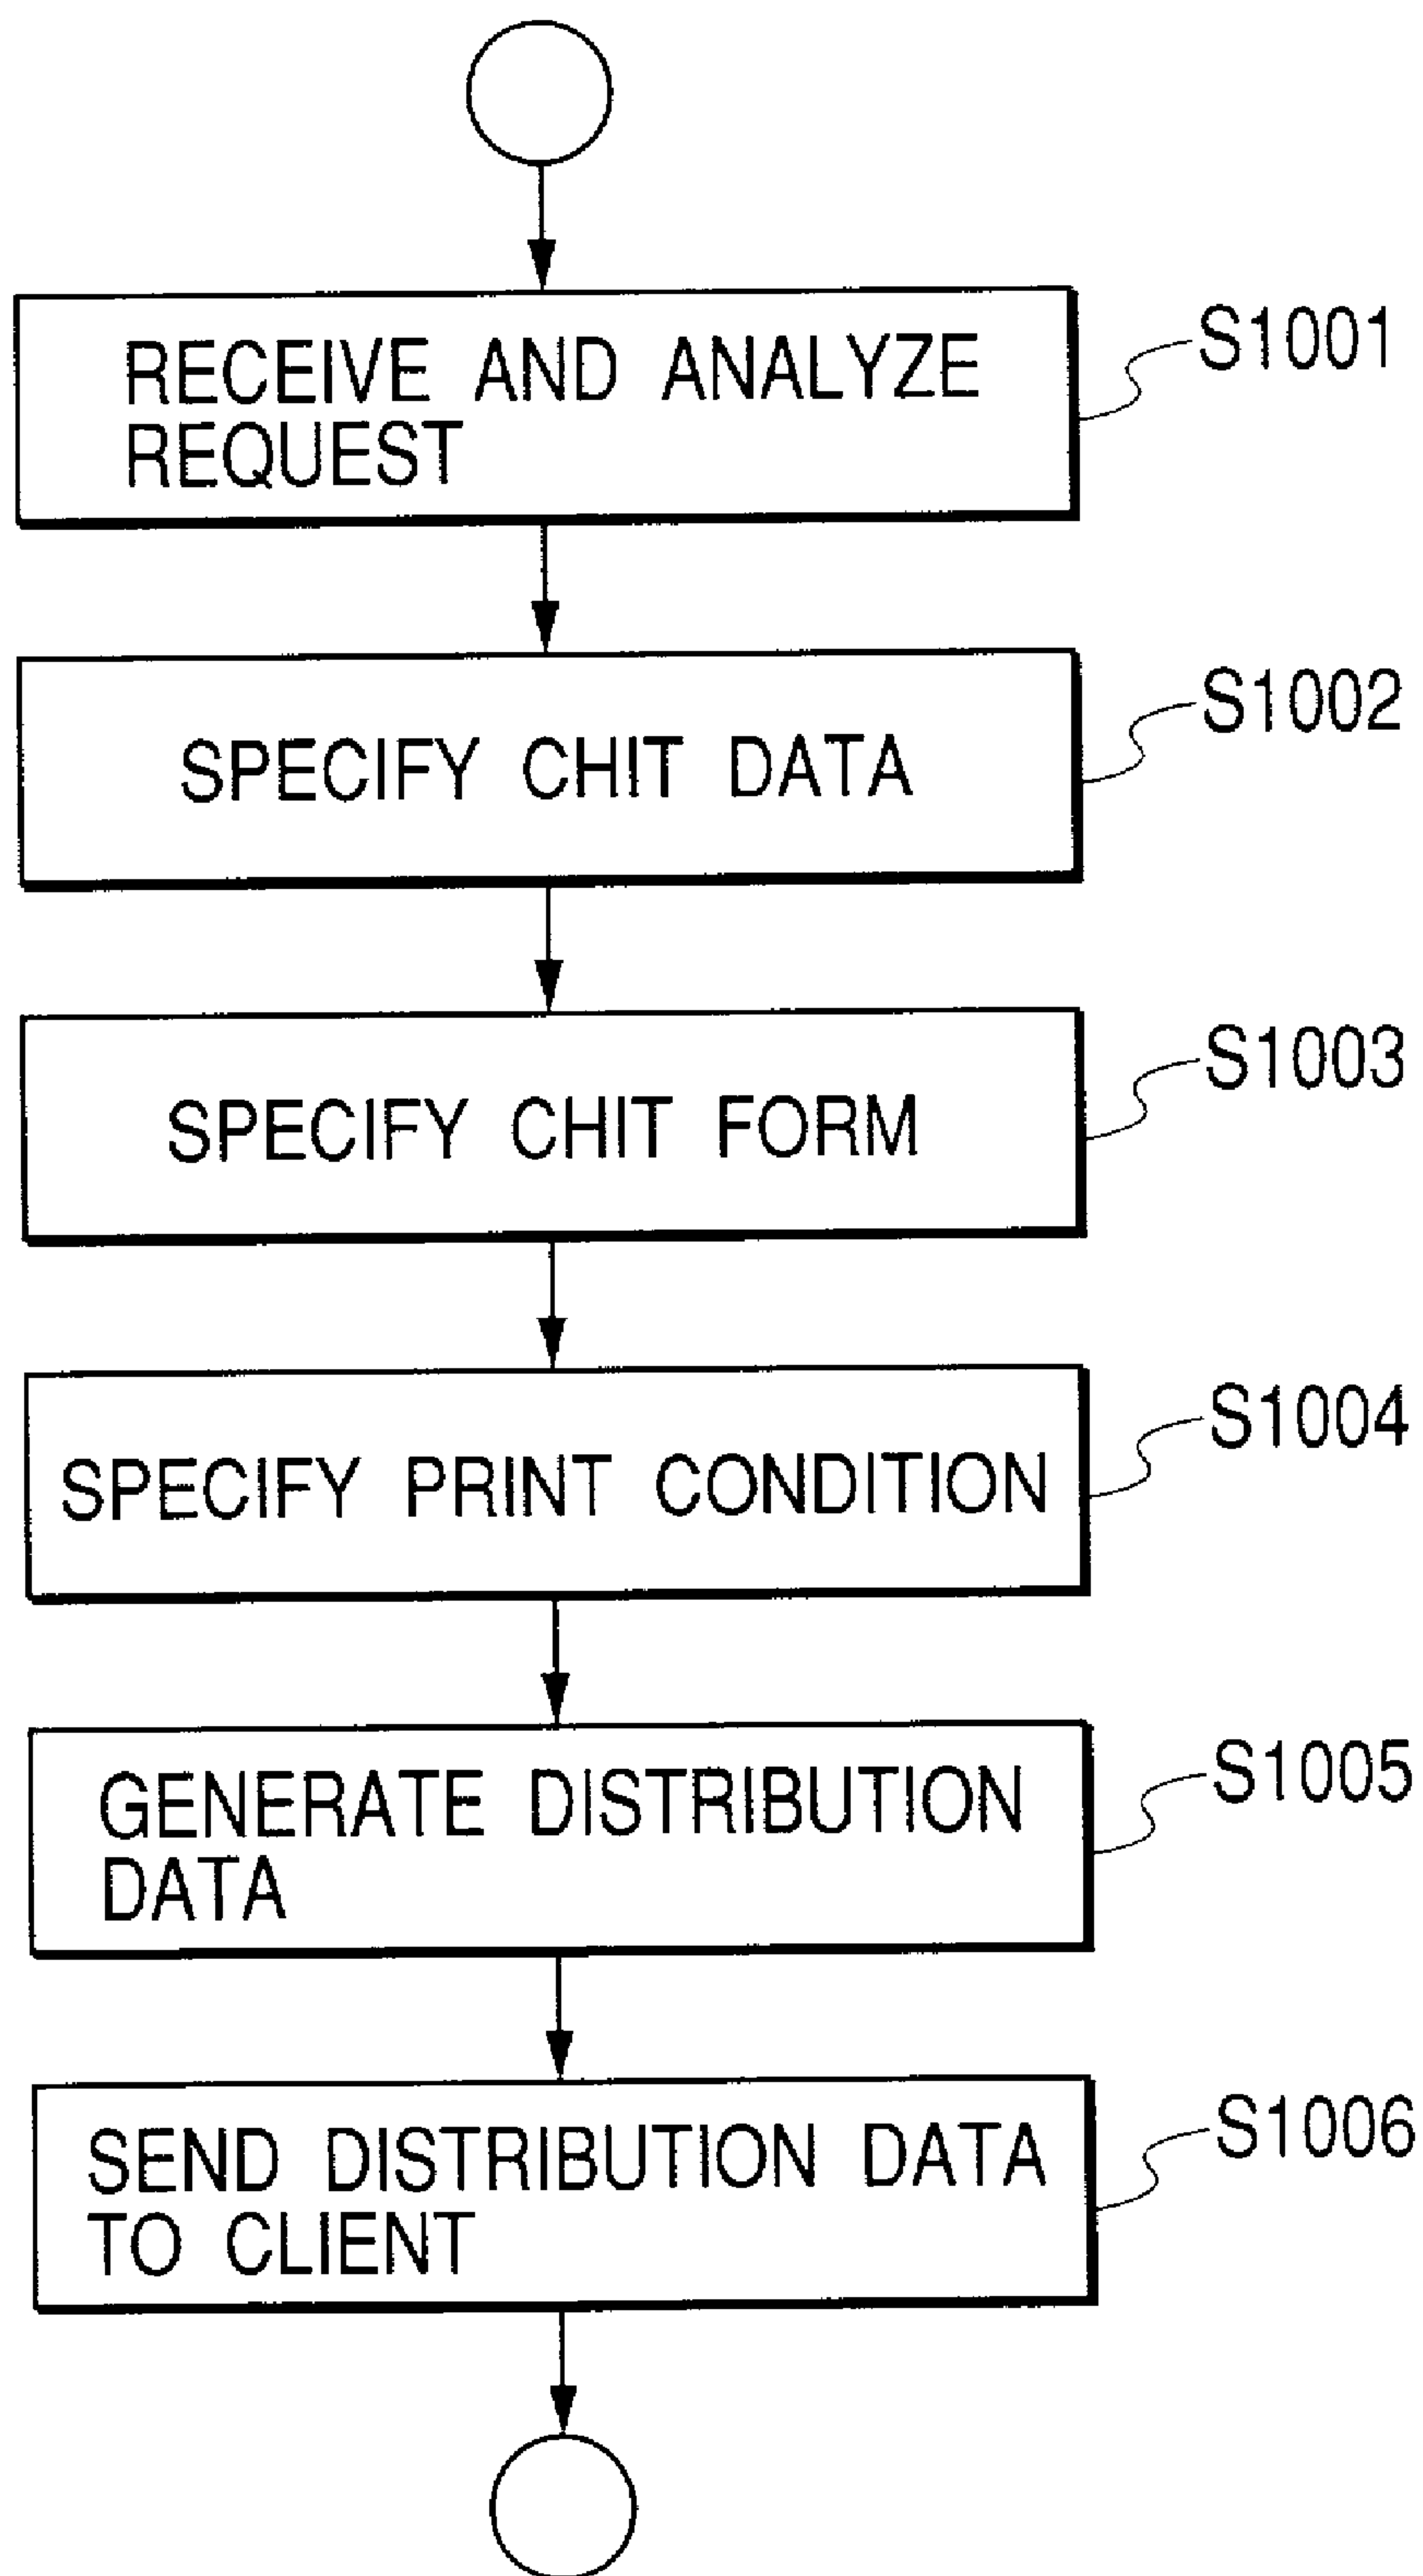 RECEIVE AND ANALYZE
REQUEST
S1001
SPECIFY CHIT DATA
S1002
SPECIFY CHIT FORM
S1003
SPECIFY PRINT CONDITION
S1004
GENERATE DISTRIBUTION
DATA
S1005
SEND DISTRIBUTION DATA
TO CLIENT
S1006